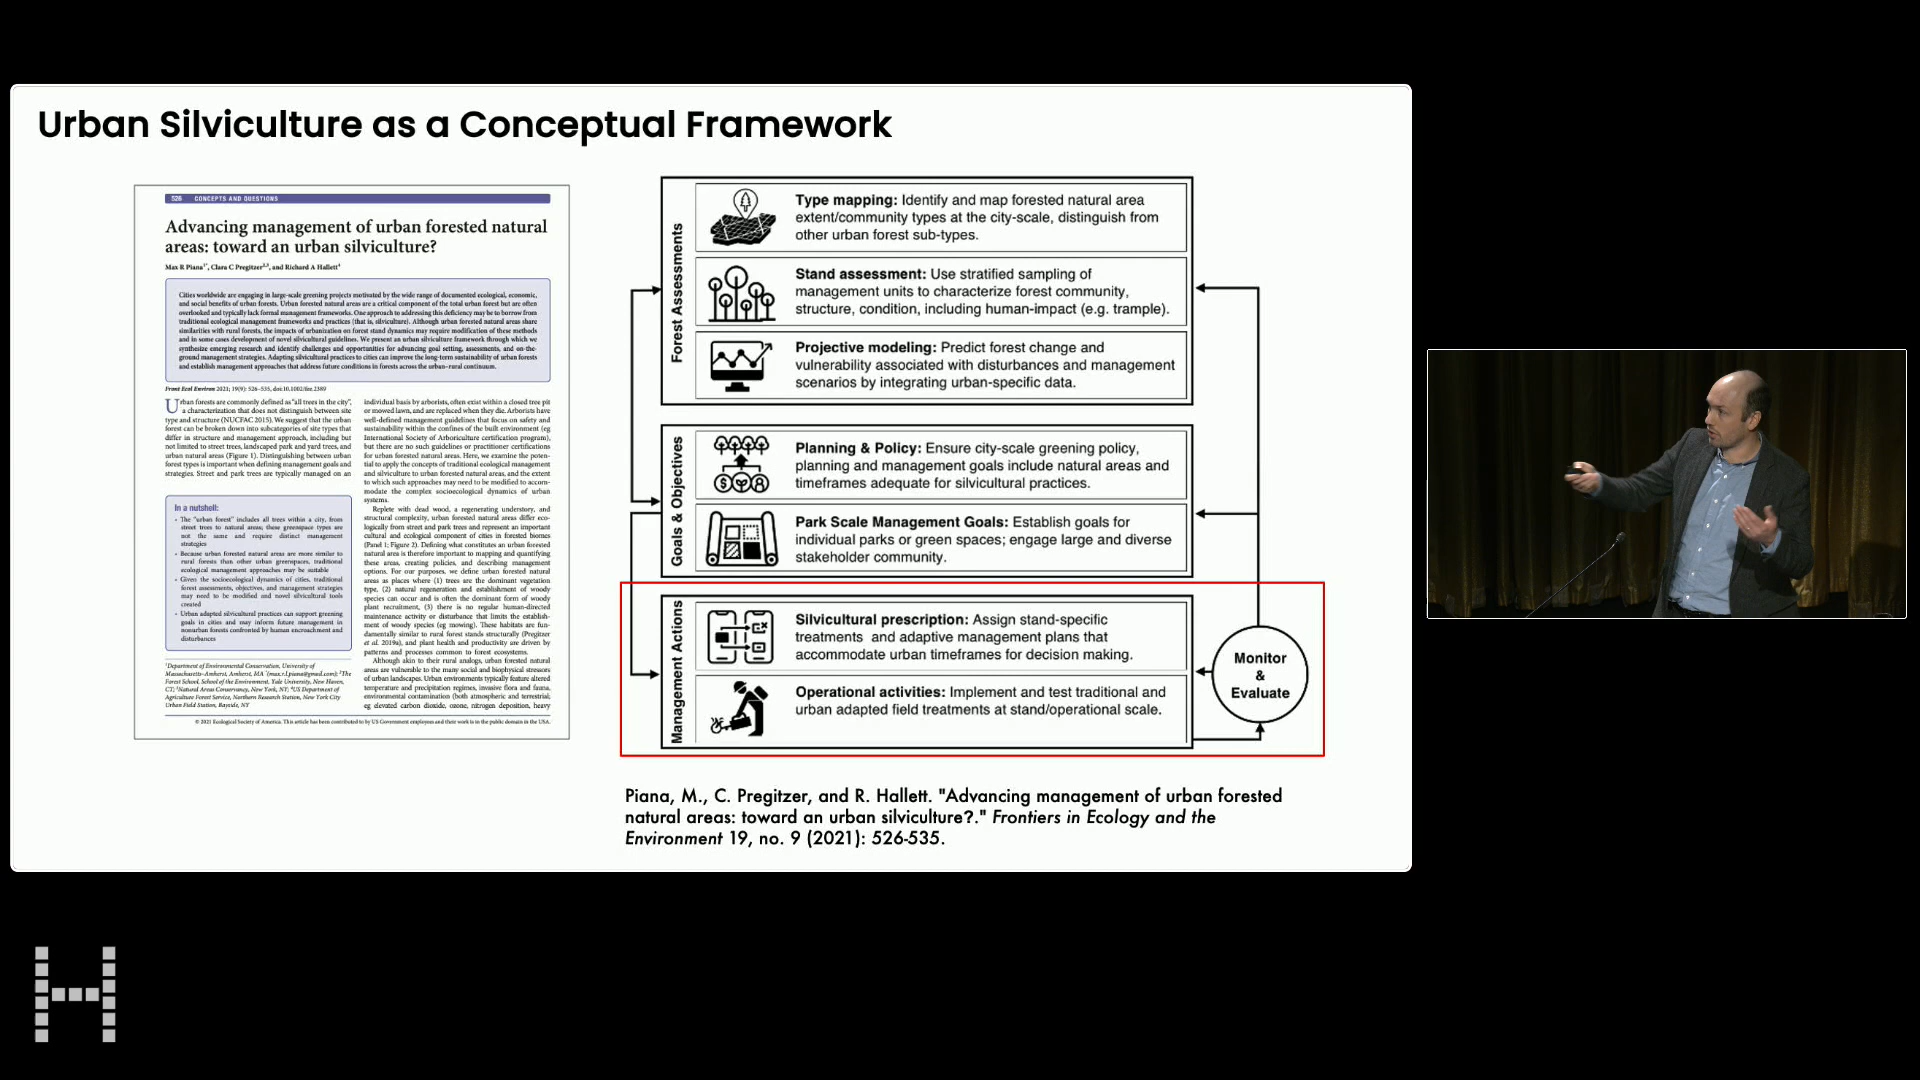 Urban Silviculture as a Conceptual Framework
526 CONCEPTS AND QUESTIONS
Advancing management of urban forested natural
areas: toward an urban silviculture?
Max R Piana1*, Clara C Pregitzer2,3, and Richard A Hallett4
Cities worldwide are engaging in large-scale greening projects motivated by the wide range of documented ecological, economic,
and social benefits of urban forests. Urban forested natural areas are a critical component of the total urban forest but are often
overlooked and typically lack formal management frameworks. One approach to addressing this deficiency may be to borrow from
traditional ecological management frameworks and practices (that is, silviculture). Although urban forested natural areas share
similarities with rural forests, the impacts of urbanization on forest stand dynamics may require modification of these methods
and in some cases development of novel silvicultural guidelines. We present an urban silviculture framework through which we
synthesize emerging research and identify challenges and opportunities for advancing goal setting, assessments, and on-the-
ground management strategies. Adapting silvicultural practices to cities can improve the long-term sustainability of urban forests
and establish management approaches that address future conditions in forests across the urban–rural continuum.
Front Ecol Environ 2021; 19(9): 526–535, doi:10.1002/fee.2389
Urban forests are commonly defined as "all trees in the city",
a characterization that does not distinguish between site
type and structure (NUCFAC 2015). We suggest that the urban
forest can be broken down into subcategories of site types that
differ in structure and management approach, including but
not limited to street trees, landscaped park and yard trees, and
urban natural areas (Figure 1). Distinguishing between urban
forest types is important when defining management goals and
strategies. Street and park trees are typically managed on an
In a nutshell:
• The "urban forest" includes all trees within a city, from
street trees to natural areas; these greenspace types are
not the same and require distinct management
strategies
• Because urban forested natural areas are more similar to
rural forests than other urban greenspaces, traditional
ecological management approaches may be suitable
• Given the socioecological dynamics of cities, traditional
forest assessments, objectives, and management strategies
may need to be modified and novel silvicultural tools
created
• Urban adapted silvicultural practices can support greening
goals in cities and may inform future management in
nonurban forests confronted by human encroachment and
disturbances
1Department of Environmental Conservation, University of
Massachusetts–Amherst, Amherst, MA *(max.r.piana@gmail.com); 2The
Forest School, School of the Environment, Yale University, New Haven,
CT; 3Natural Areas Conservancy, New York, NY; 4US Department of
Agriculture Forest Service, Northern Research Station, New York City
Urban Field Station, Bayside, NY
individual basis by arborists, often exist within a closed tree pit
or mowed lawn, and are replaced when they die. Arborists have
well-defined management guidelines that focus on safety and
sustainability within the confines of the built environment (eg
International Society of Arboriculture certification program),
but there are no such guidelines or practitioner certifications
for urban forested natural areas. Here, we examine the poten-
tial to apply the concepts of traditional ecological management
and silviculture to urban forested natural areas, and the extent
to which such approaches may need to be modified to accom-
modate the complex socioecological dynamics of urban
systems.
Replete with dead wood, a regenerating understory, and
structural complexity, urban forested natural areas differ eco-
logically from street and park trees and represent an important
cultural and ecological component of cities in forested biomes
(Panel 1; Figure 2). Defining what constitutes an urban forested
natural area is therefore important to mapping and quantifying
these areas, creating policies, and describing management
options. For our purposes, we define urban forested natural
areas as places where (1) trees are the dominant vegetation
type, (2) natural regeneration and establishment of woody
species can occur and is often the dominant form of woody
plant recruitment, (3) there is no regular human-directed
maintenance activity or disturbance that limits the establish-
ment of woody species (eg mowing). These habitats are fun-
damentally similar to rural forest stands structurally (Pregitzer
et al. 2019a), and plant health and productivity are driven by
patterns and processes common to forest ecosystems.
Although akin to their rural analogs, urban forested natural
areas are vulnerable to the many social and biophysical stressors
of urban landscapes. Urban environments typically feature altered
temperature and precipitation regimes, invasive flora and fauna,
environmental contamination (both atmospheric and terrestrial;
eg elevated carbon dioxide, ozone, nitrogen deposition, heavy
© 2021 Ecological Society of America. This article has been contributed to by US Government employees and their work is in the public domain in the USA.
Forest Assessments
Type mapping: Identify and map forested natural area
extent/community types at the city-scale, distinguish from
other urban forest sub-types.
Stand assessment: Use stratified sampling of
management units to characterize forest community,
structure, condition, including human-impact (e.g. trample).
Projective modeling: Predict forest change and
vulnerability associated with disturbances and management
scenarios by integrating urban-specific data.
Goals & Objectives
Planning & Policy: Ensure city-scale greening policy,
planning and management goals include natural areas and
timeframes adequate for silvicultural practices.
Park Scale Management Goals: Establish goals for
individual parks or green spaces; engage large and diverse
stakeholder community.
Management Actions
Silvicultural prescription: Assign stand-specific
treatments and adaptive management plans that
accommodate urban timeframes for decision making.
Operational activities: Implement and test traditional and
urban adapted field treatments at stand/operational scale.
Monitor
&
Evaluate
Piana, M., C. Pregitzer, and R. Hallett. "Advancing management of urban forested
natural areas: toward an urban silviculture?." Frontiers in Ecology and the
Environment 19, no. 9 (2021): 526-535.
H